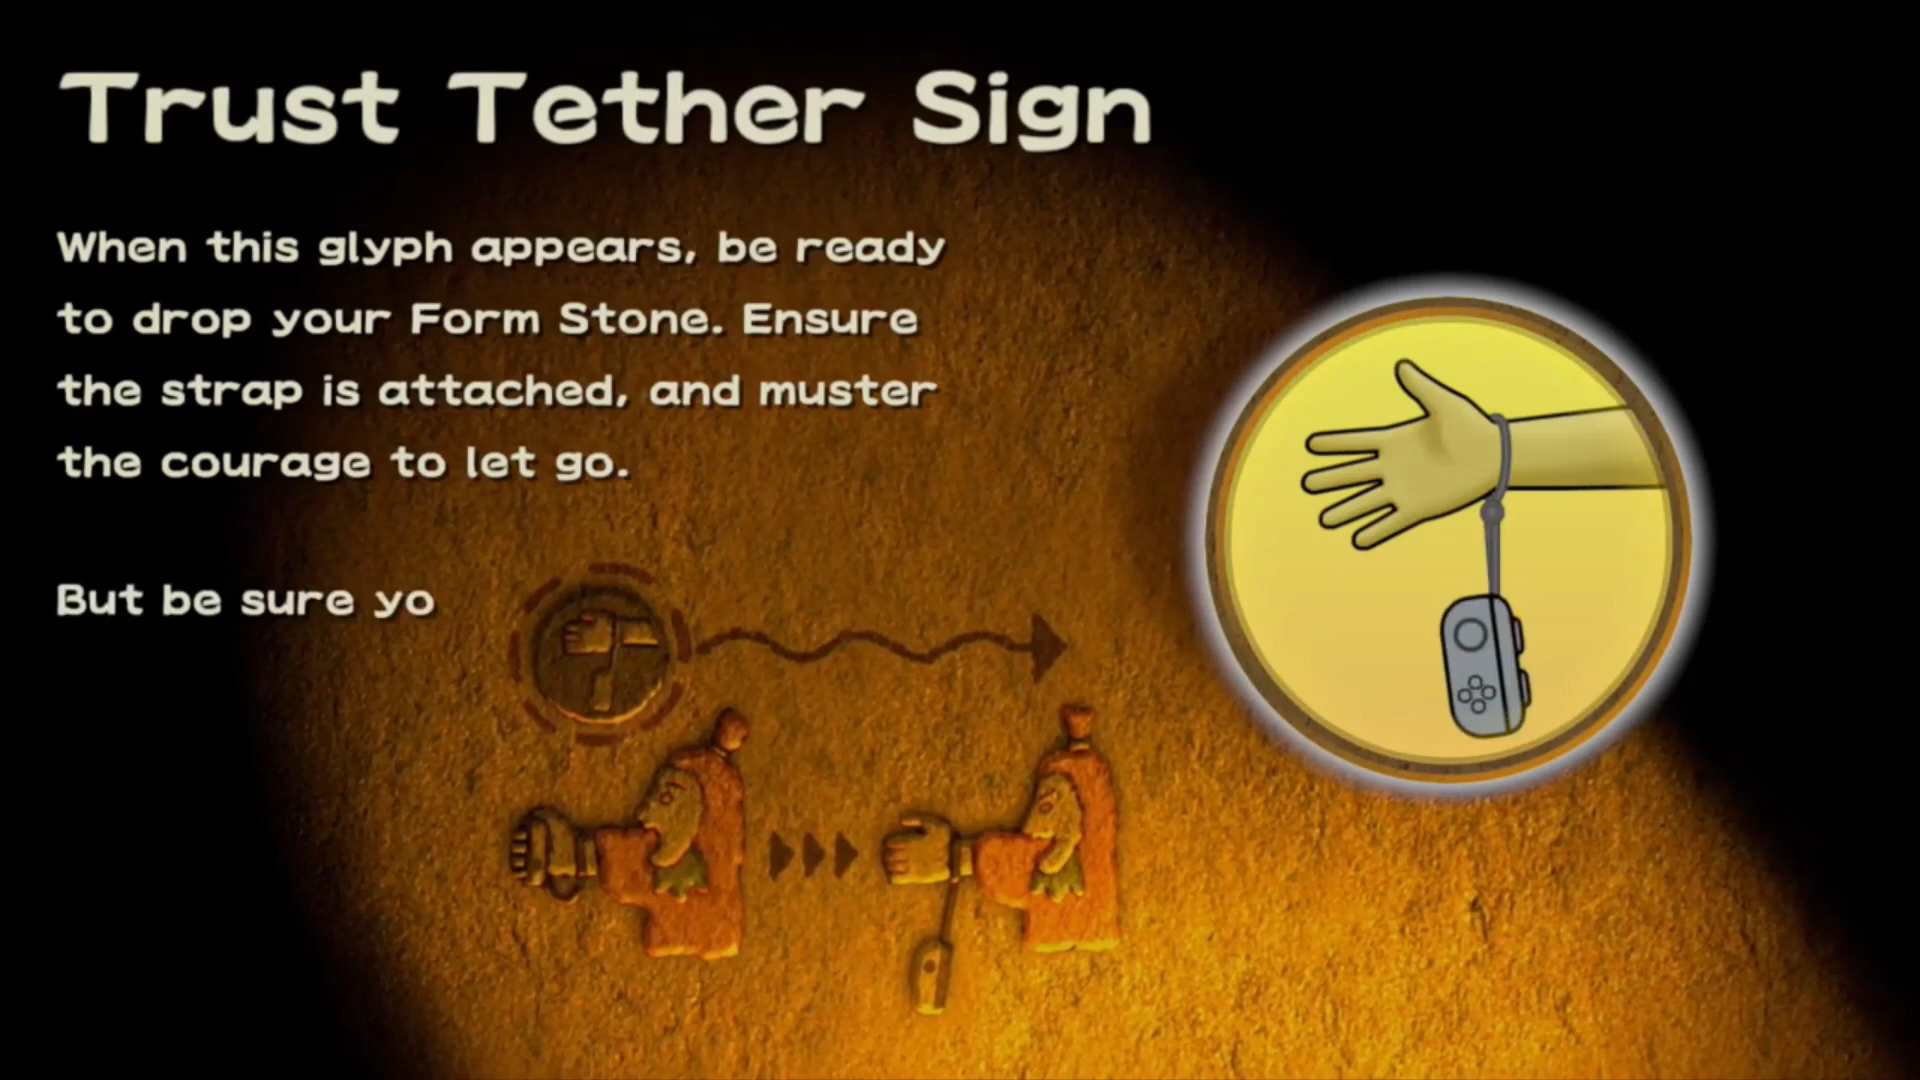 Trust Tether Sign
When this glyph appears, be ready
to drop your Form Stone. Ensure
the strap is attached, and muster
the courage to let go.
But be sure yo